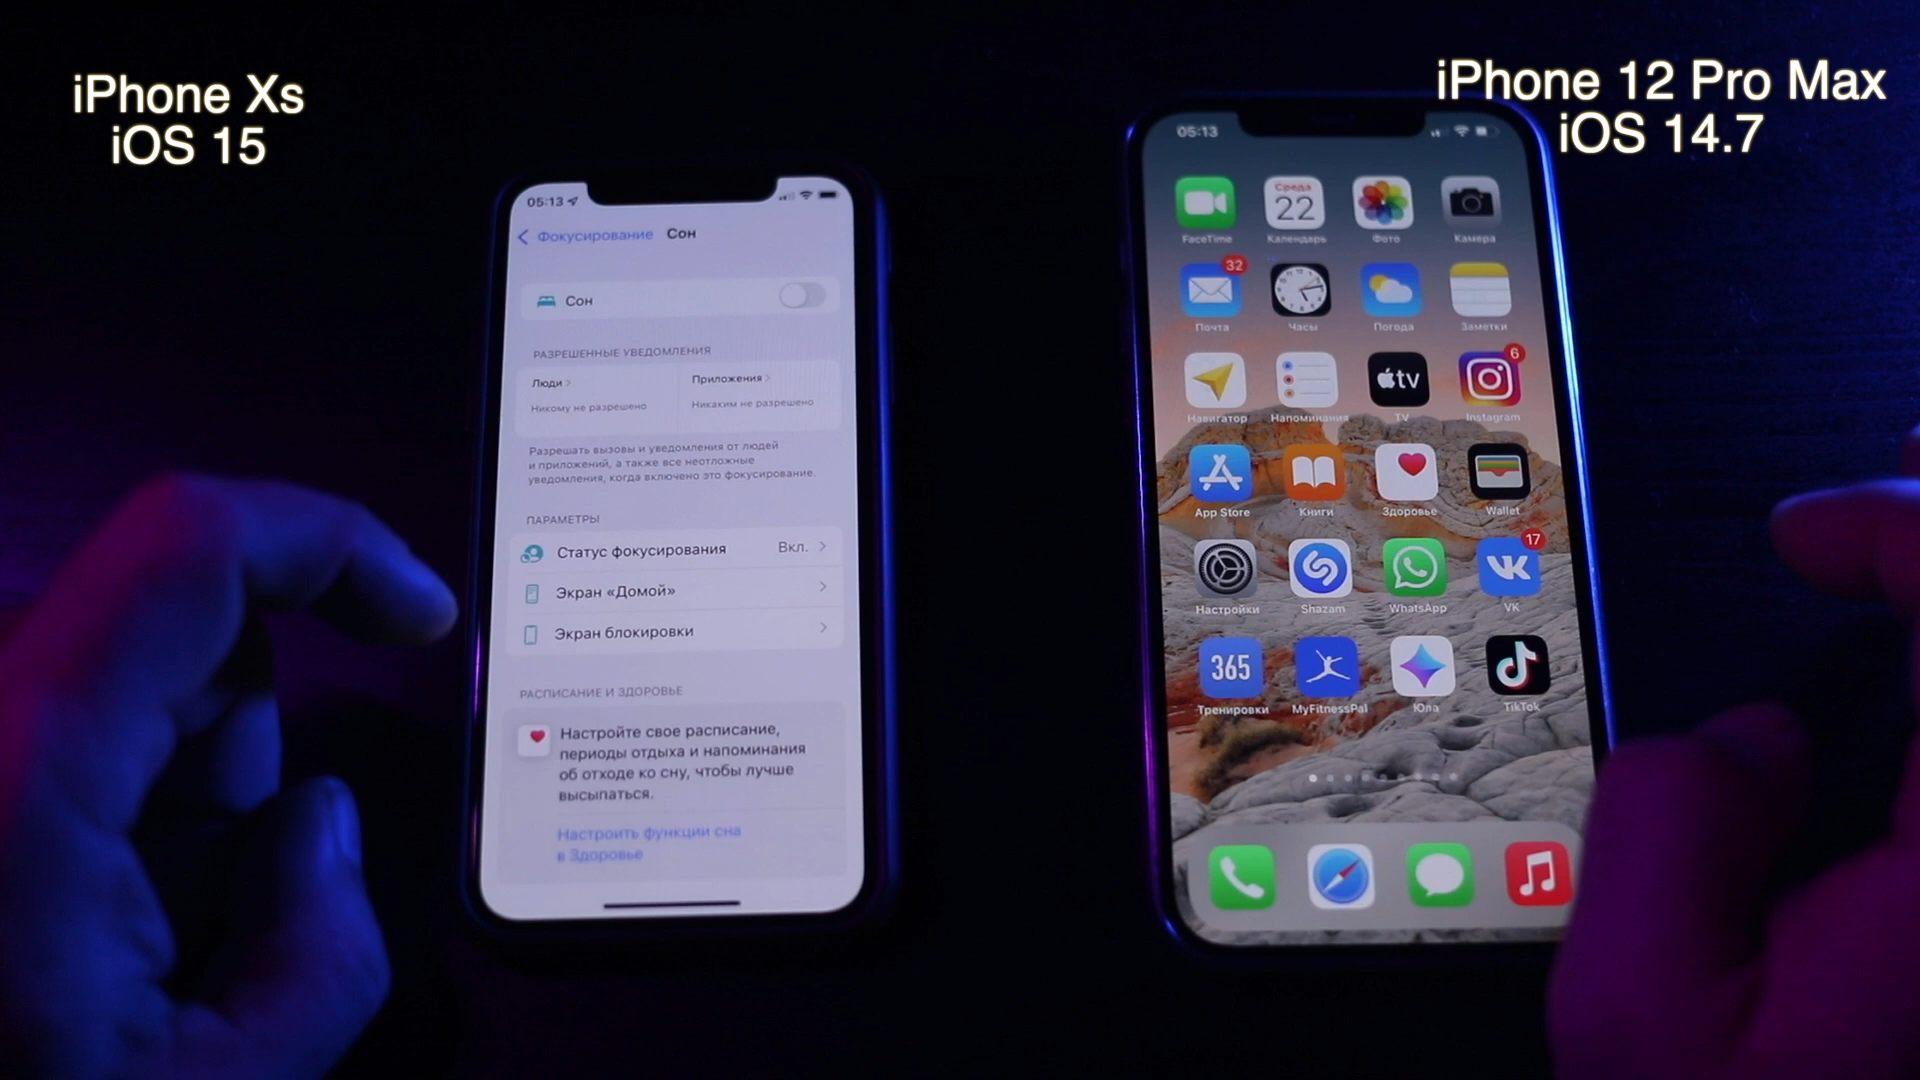 iPhone Xs
iOS 15
iPhone 12 Pro Max
iOS 14.7
05:13
Фокусирование Сон
Сон
РАЗРЕШЕННЫЕ УВЕДОМЛЕНИЯ
Люди Приложения
Никому не разрешено Никаким не разрешено
Разрешать вызовы и уведомления от людей
и приложений, а также все неотложные
уведомления, когда включено это фокусирование.
ПАРАМЕТРЫ
Статус фокусирования Вкл.
Экран «Домой»
Экран блокировки
РАСПИСАНИЕ И ЗДОРОВЬЕ
Настройте свое расписание,
периоды отдыха и напоминания
об отходе ко сну, чтобы лучше
высыпаться.
Настроить функции сна
в Здоровье
05:13
Среда
22
FaceTime Календарь Фото Камера
32
Почта Часы Погода Заметки
tv
6
Навигатор Напоминания TV Instagram
App Store Книги Здоровье Wallet
17
VK
Настройки Shazam WhatsApp VK
365
Тренировки MyFitnessPal Юла TikTok